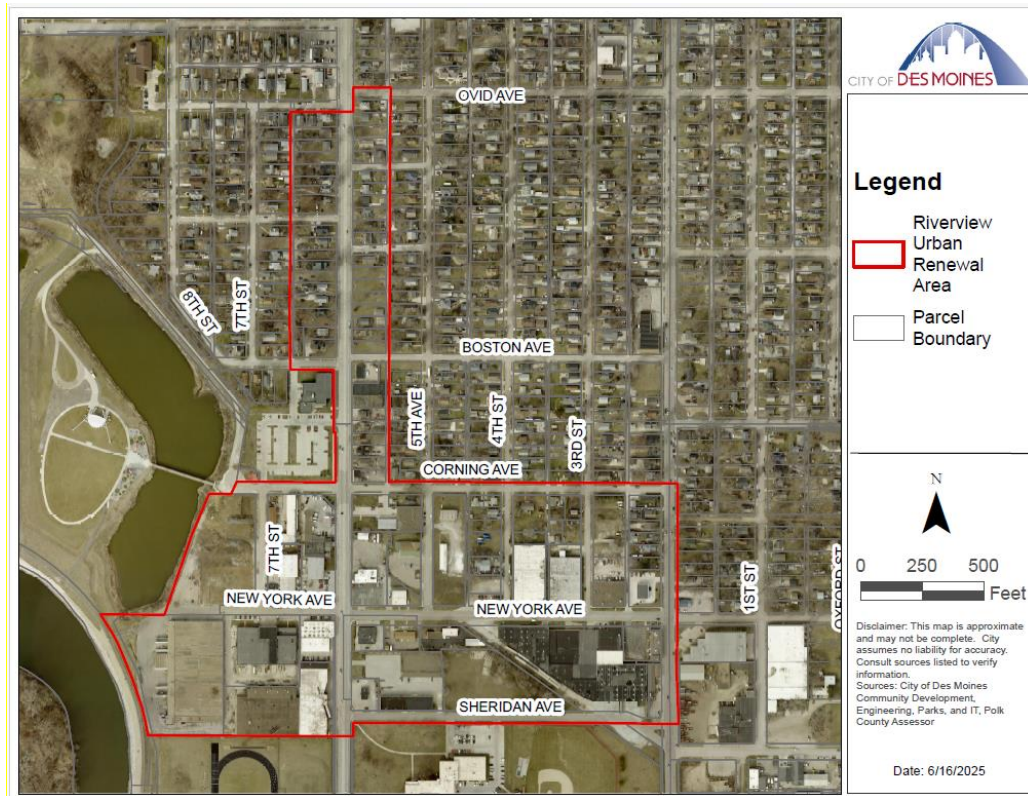 OVID AVE
8TH ST
7TH ST
BOSTON AVE
5TH AVE
4TH ST
3RD ST
CORNING AVE
7TH ST
NEW YORK AVE
NEW YORK AVE
1ST ST
OXFORD ST
SHERIDAN AVE
CITY OF DES MOINES
Legend
Riverview
Urban
Renewal
Area
Parcel
Boundary
N
0 250 500
Feet
Disclaimer: This map is approximate
and may not be complete. City
assumes no liability for accuracy.
Consult sources listed to verify
information.
Sources: City of Des Moines
Community Development,
Engineering, Parks, and IT, Polk
County Assessor
Date: 6/16/2025